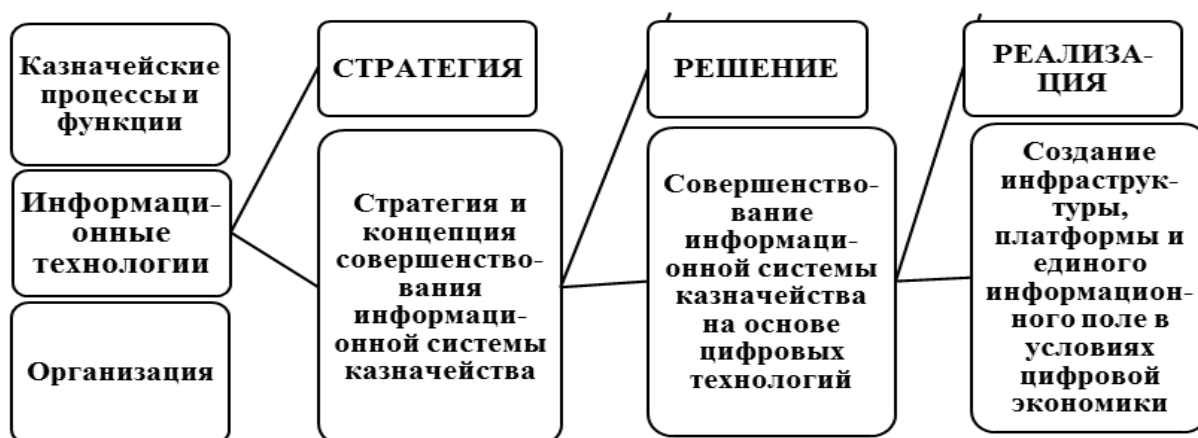 Казначейские
процессы и
функции
Информаци-
онные
технологии
Организация
СТРАТЕГИЯ
Стратегия и
концепция
совершенство-
вания
информаци-
онной системы
казначейства
РЕШЕНИЕ
Совершенство-
вание
информаци-
онной системы
казначейства
на основе
цифровых
технологий
РЕАЛИЗА-
ЦИЯ
Создание
инфраструк-
туры,
платформы и
единого
информацион-
ного поле в
условиях
цифровой
экономики